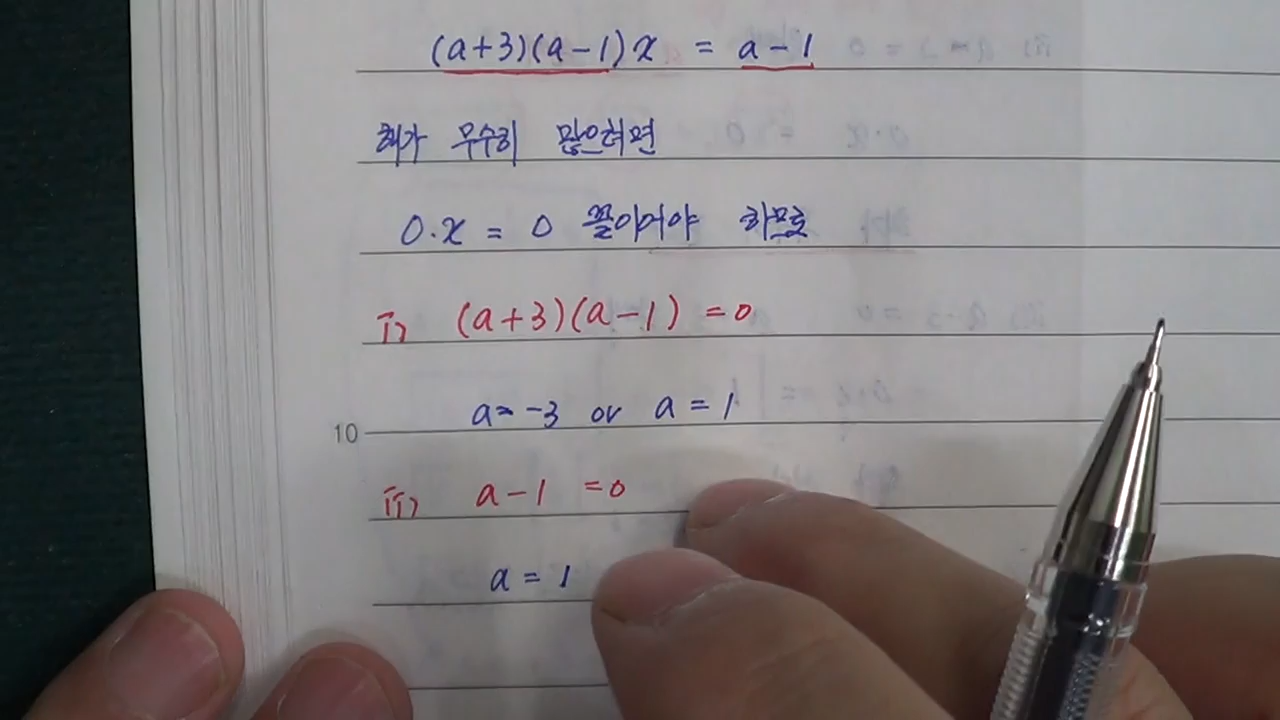 (a+3)(a-1)x = a-1
해가 무수히 많으려면
0·x = 0 꼴이어야 하므로
i) (a+3)(a-1) = 0
a = -3 or a = 1
10
ii) a-1 = 0
a = 1